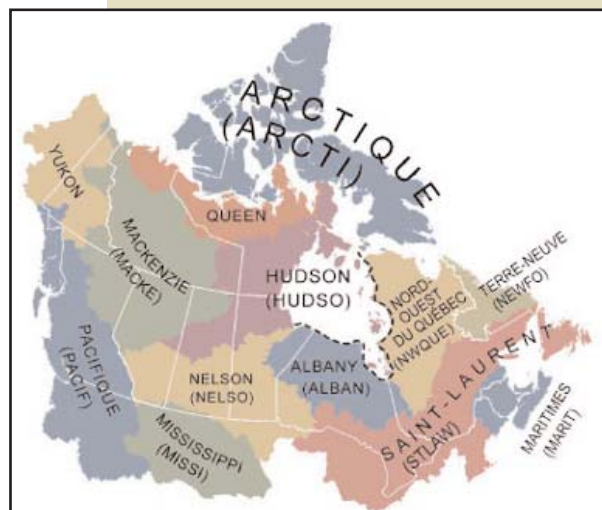 ARCTIQUE
(ARCTI)
YUKON
QUEEN
MACKENZIE
(MACKE)
HUDSON
(HUDSO)
NORD-
OUEST
DU QUÉBEC
(NWQUE)
TERRE-NEUVE
(NEWFO)
PACIFIQUE
(PACIF)
NELSON
(NELSO)
ALBANY
(ALBAN)
SAINT-LAURENT
(STLAW)
MARITIMES
(MARIT)
MISSISSIPPI
(MISSI)